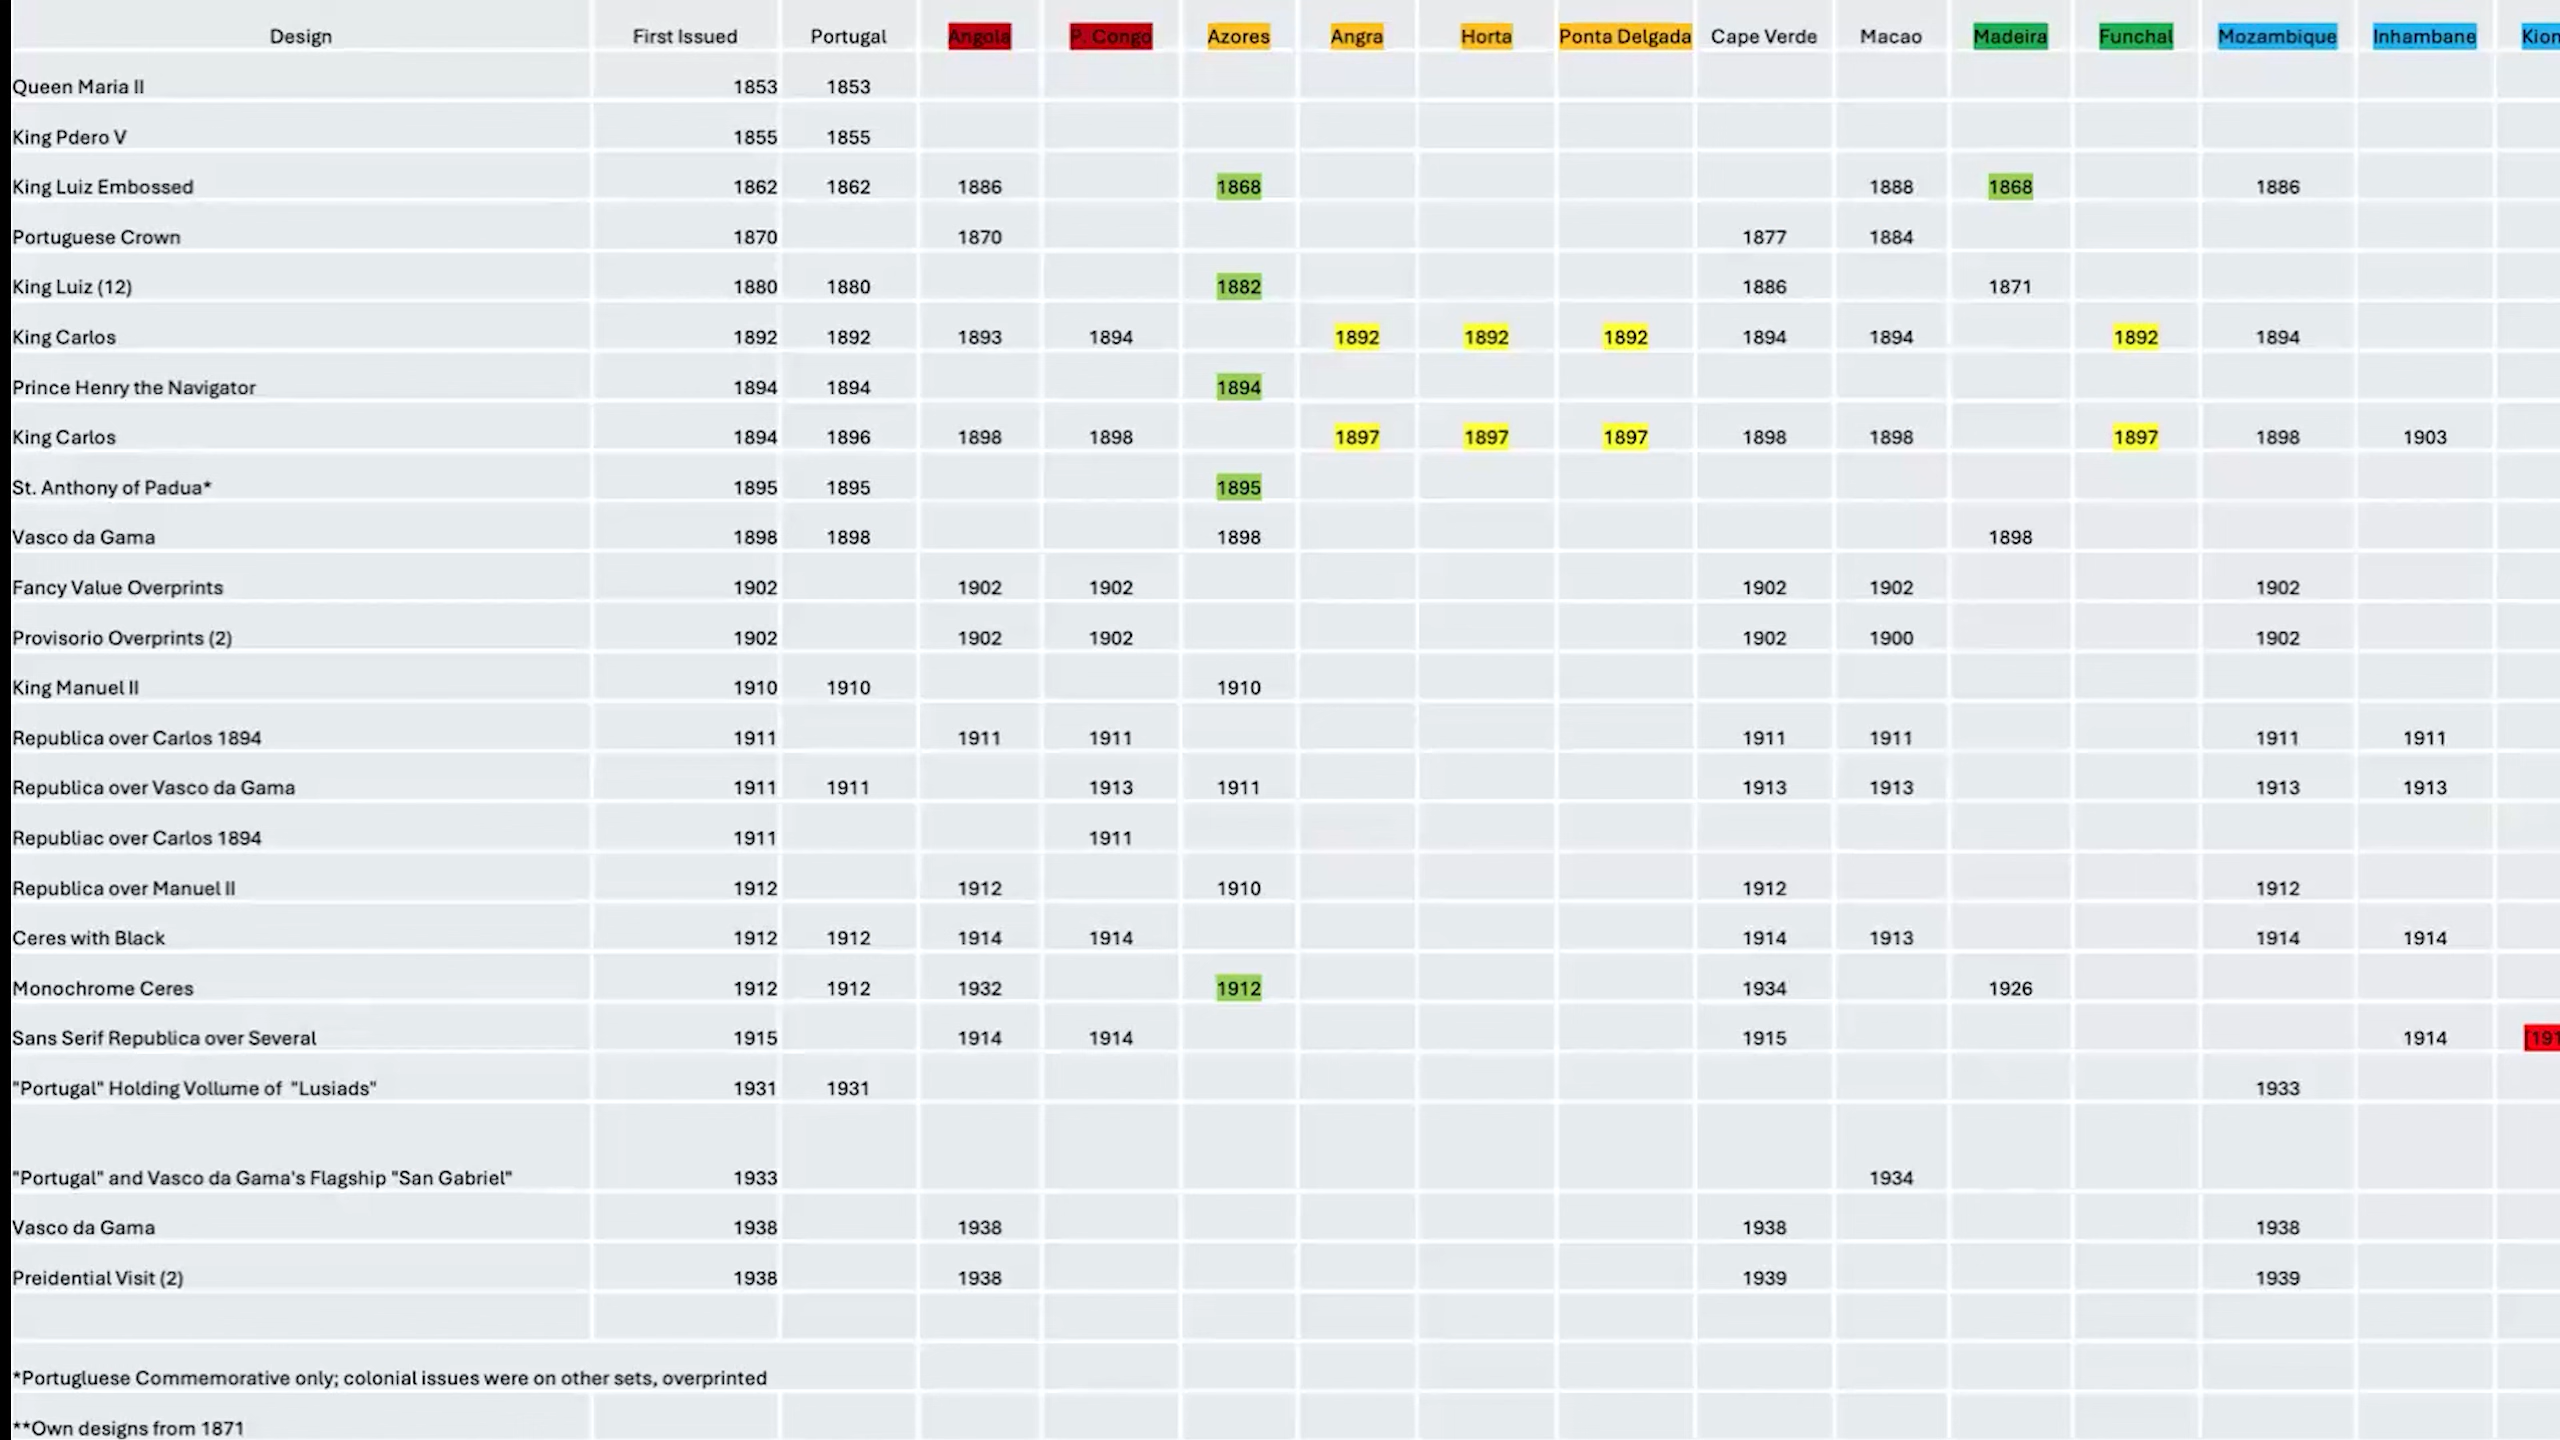 Design First Issued Portugal Angola P. Congo Azores Angra Horta Ponta Delgada Cape Verde Macao Madeira Funchal Mozambique Inhambane
Queen Maria II 1853 1853
King Pdero V 1855 1855
King Luiz Embossed 1862 1862 1886 1868 1888 1868 1886
Portuguese Crown 1870 1870 1877 1884
King Luiz (12) 1880 1880 1882 1886 1871
King Carlos 1892 1892 1893 1894 1892 1892 1892 1894 1894 1892 1894
Prince Henry the Navigator 1894 1894 1894
King Carlos 1894 1896 1898 1898 1897 1897 1897 1898 1898 1897 1898 1903
St. Anthony of Padua* 1895 1895 1895
Vasco da Gama 1898 1898 1898 1898
Fancy Value Overprints 1902 1902 1902 1902 1902 1902
Provisorio Overprints (2) 1902 1902 1902 1902 1900 1902
King Manuel II 1910 1910 1910
Republica over Carlos 1894 1911 1911 1911 1911 1911 1911 1911
Republica over Vasco da Gama 1911 1911 1913 1911 1913 1913 1913 1913
Republiac over Carlos 1894 1911 1911
Republica over Manuel II 1912 1912 1910 1912 1912
Ceres with Black 1912 1912 1914 1914 1914 1913 1914 1914
Monochrome Ceres 1912 1912 1932 1912 1934 1926
Sans Serif Republica over Several 1915 1914 1914 1915 1914
"Portugal" Holding Vollume of "Lusiads" 1931 1931 1933
"Portugal" and Vasco da Gama's Flagship "San Gabriel" 1933 1934
Vasco da Gama 1938 1938 1938 1938
Preidential Visit (2) 1938 1938 1939 1939
*Portugluese Commemorative only; colonial issues were on other sets, overprinted
**Own designs from 1871